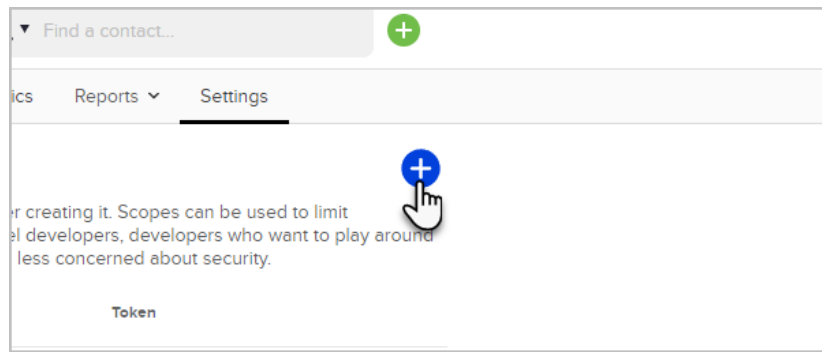 Find a contact...
ics Reports Settings
er creating it. Scopes can be used to limit
el developers, developers who want to play around
less concerned about security.
Token